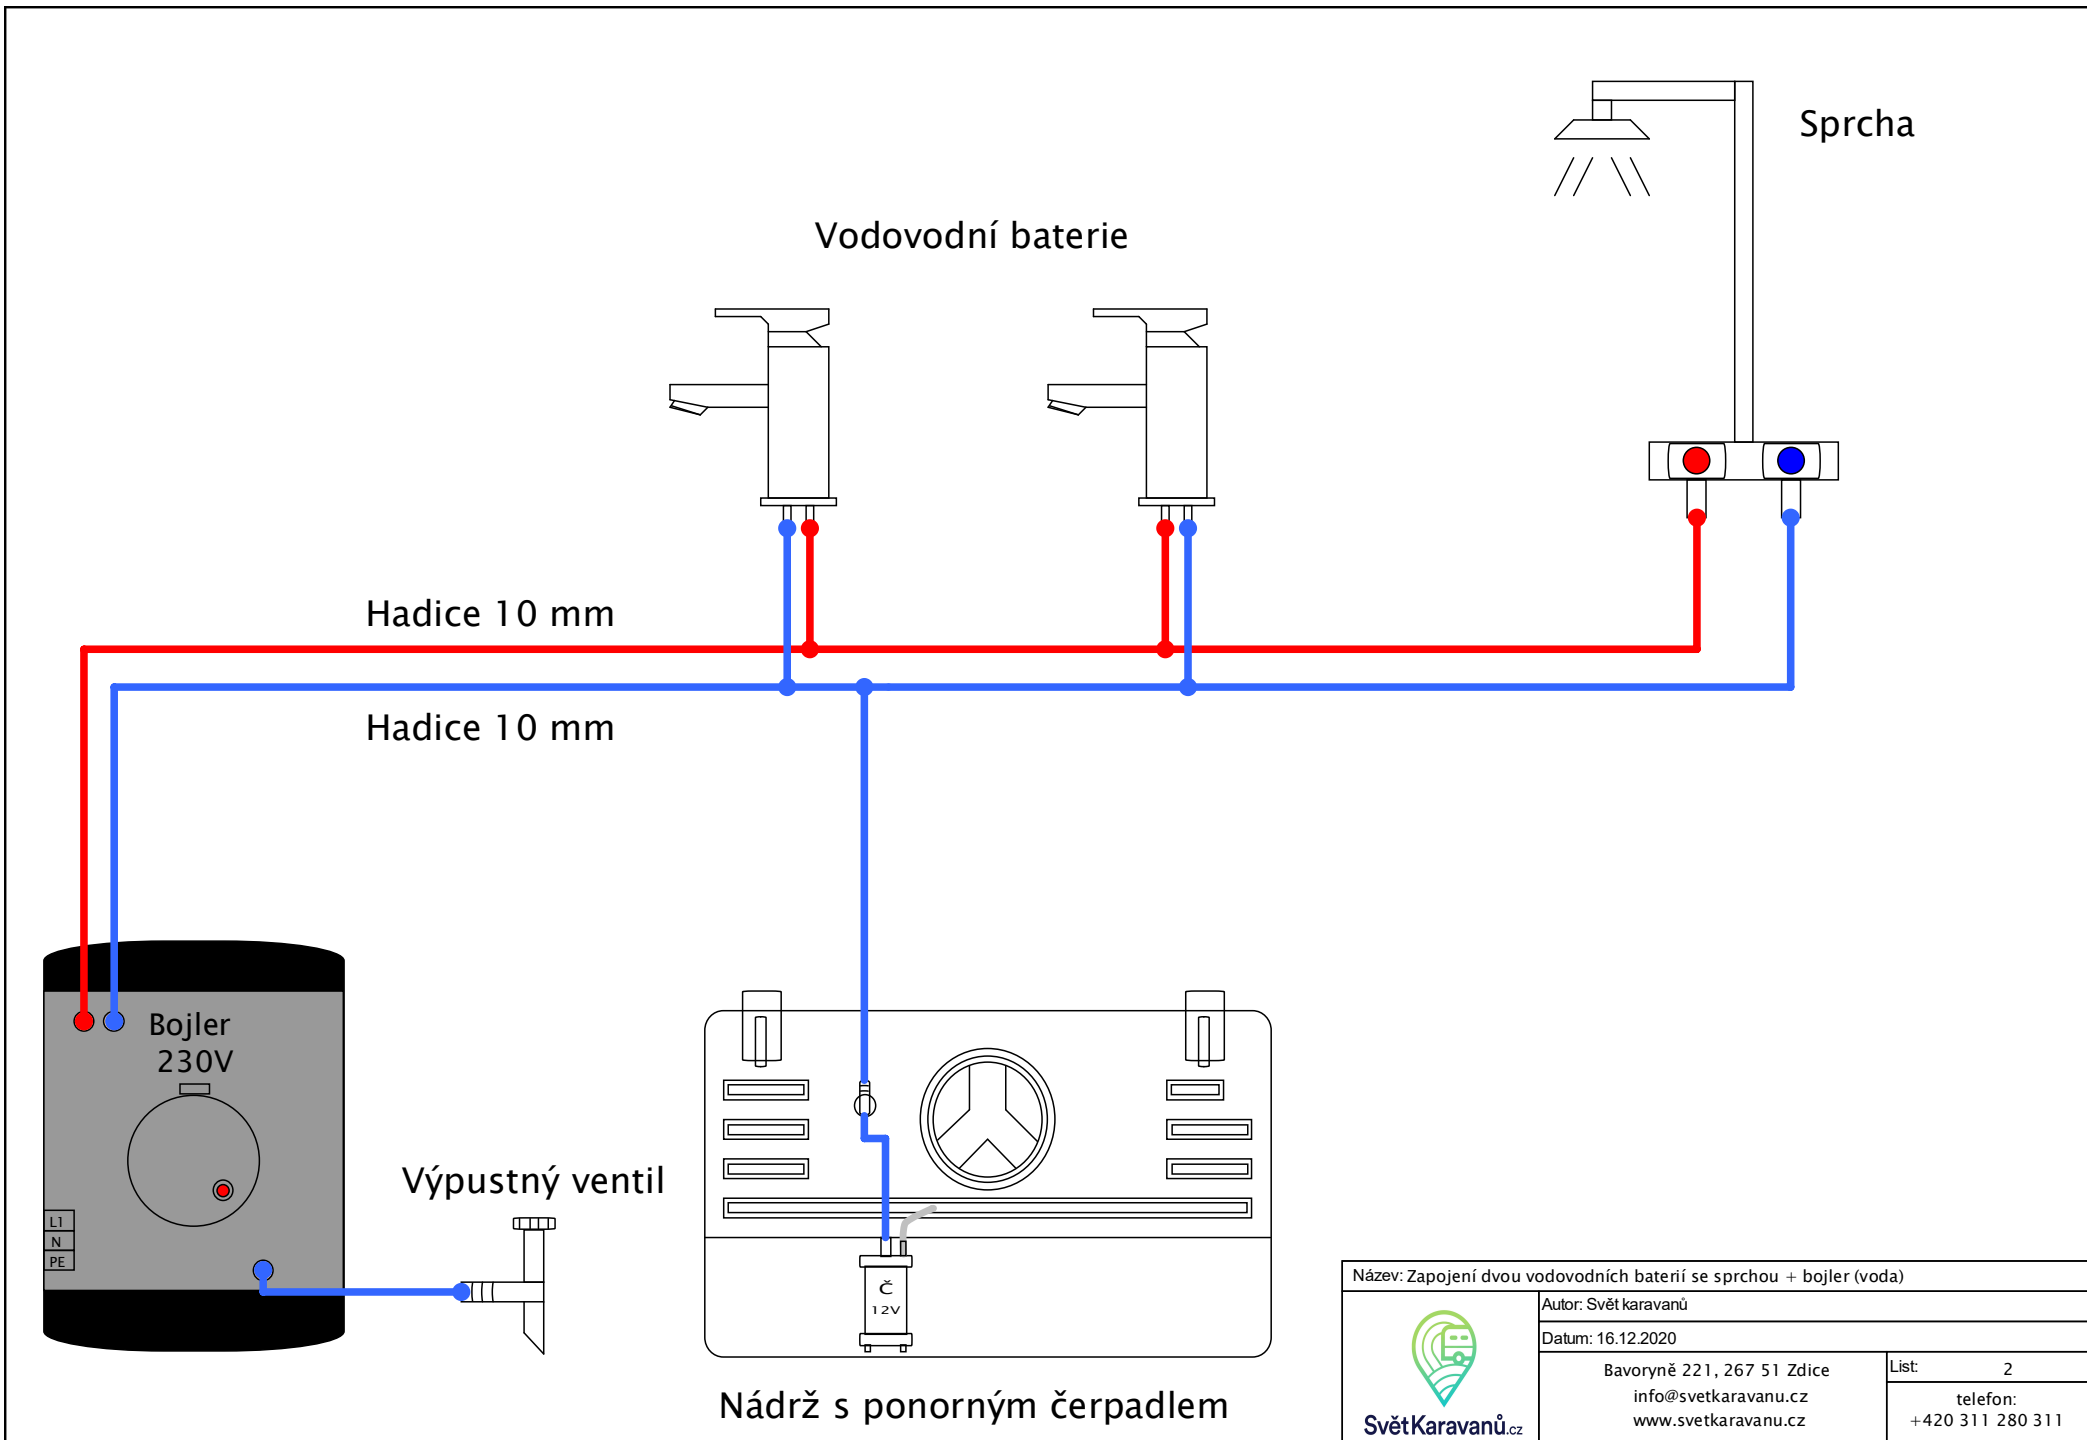 Sprcha
Vodovodní baterie
Hadice 10 mm
Hadice 10 mm
Bojler
230V
L1
N
PE
Výpustný ventil
Č
12V
Nádrž s ponorným čerpadlem
Název: Zapojení dvou vodovodních baterií se sprchou + bojler (voda)
Autor: Svět karavanů
Datum: 16.12.2020
Bavoryně 221, 267 51 Zdice
info@svetkaravanu.cz
www.svetkaravanu.cz
List: 2
telefon:
+420 311 280 311
SvětKaravanů.cz